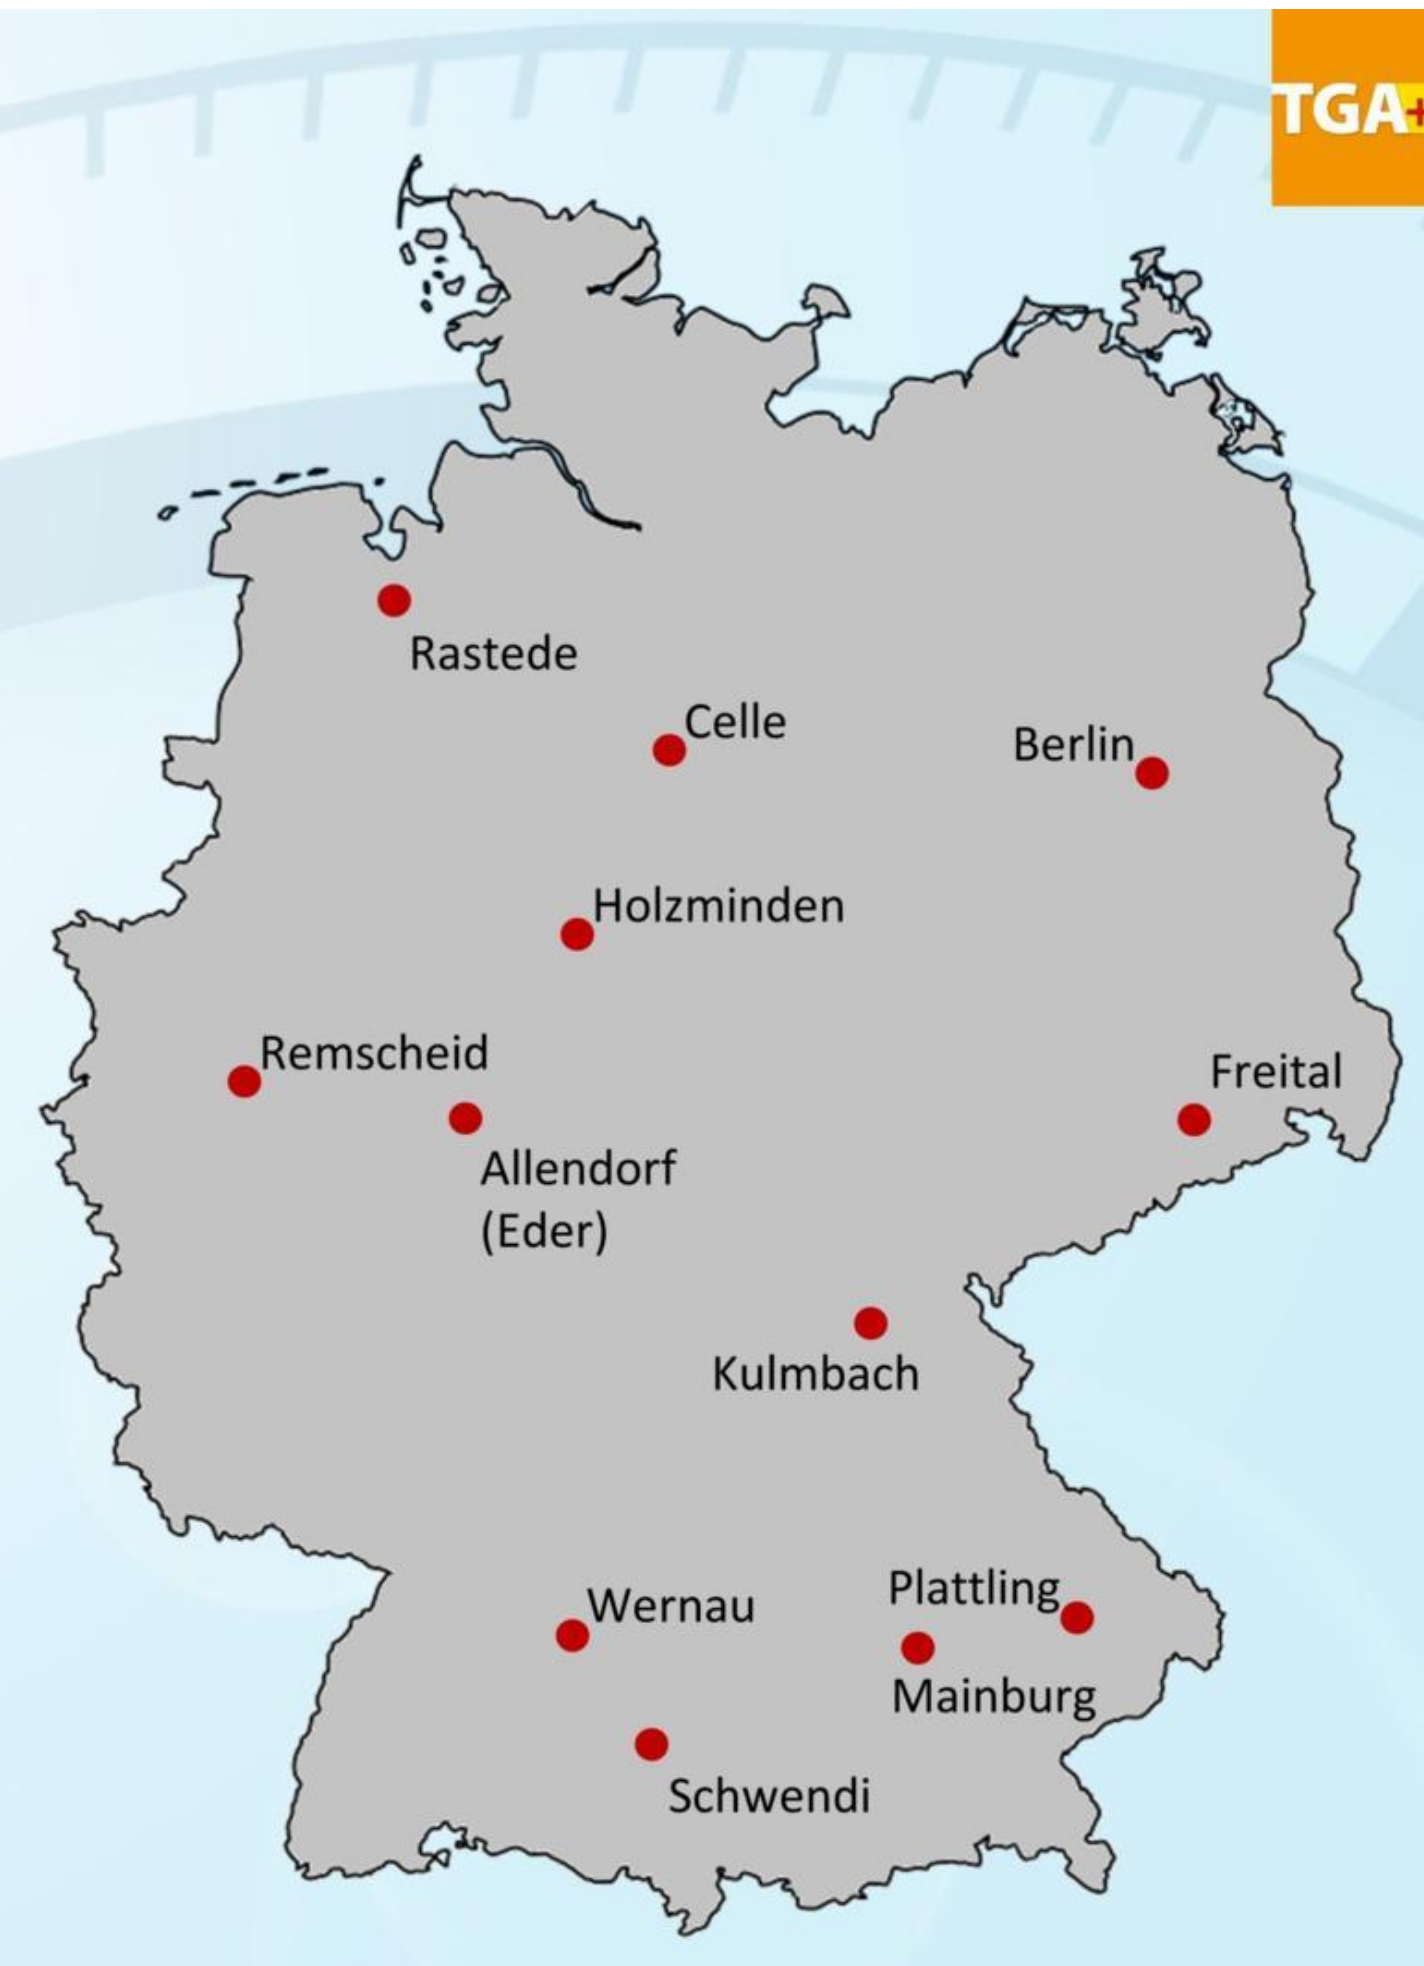 TGA+
Rastede
Celle
Berlin
Holzminden
Remscheid
Freital
Allendorf
(Eder)
Kulmbach
Plattling
Wernau
Mainburg
Schwendi